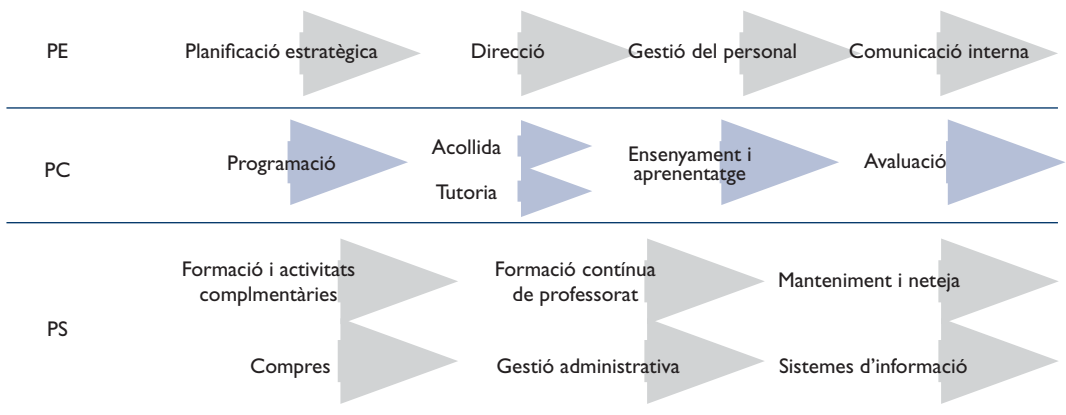 PE
Planificació estratègica
Direcció
Gestió del personal
Comunicació interna
PC
Programació
Acollida
Tutoria
Ensenyament i
aprenentatge
Avaluació
PS
Formació i activitats
complmentàries
Formació contínua
de professorat
Manteniment i neteja
Compres
Gestió administrativa
Sistemes d'informació